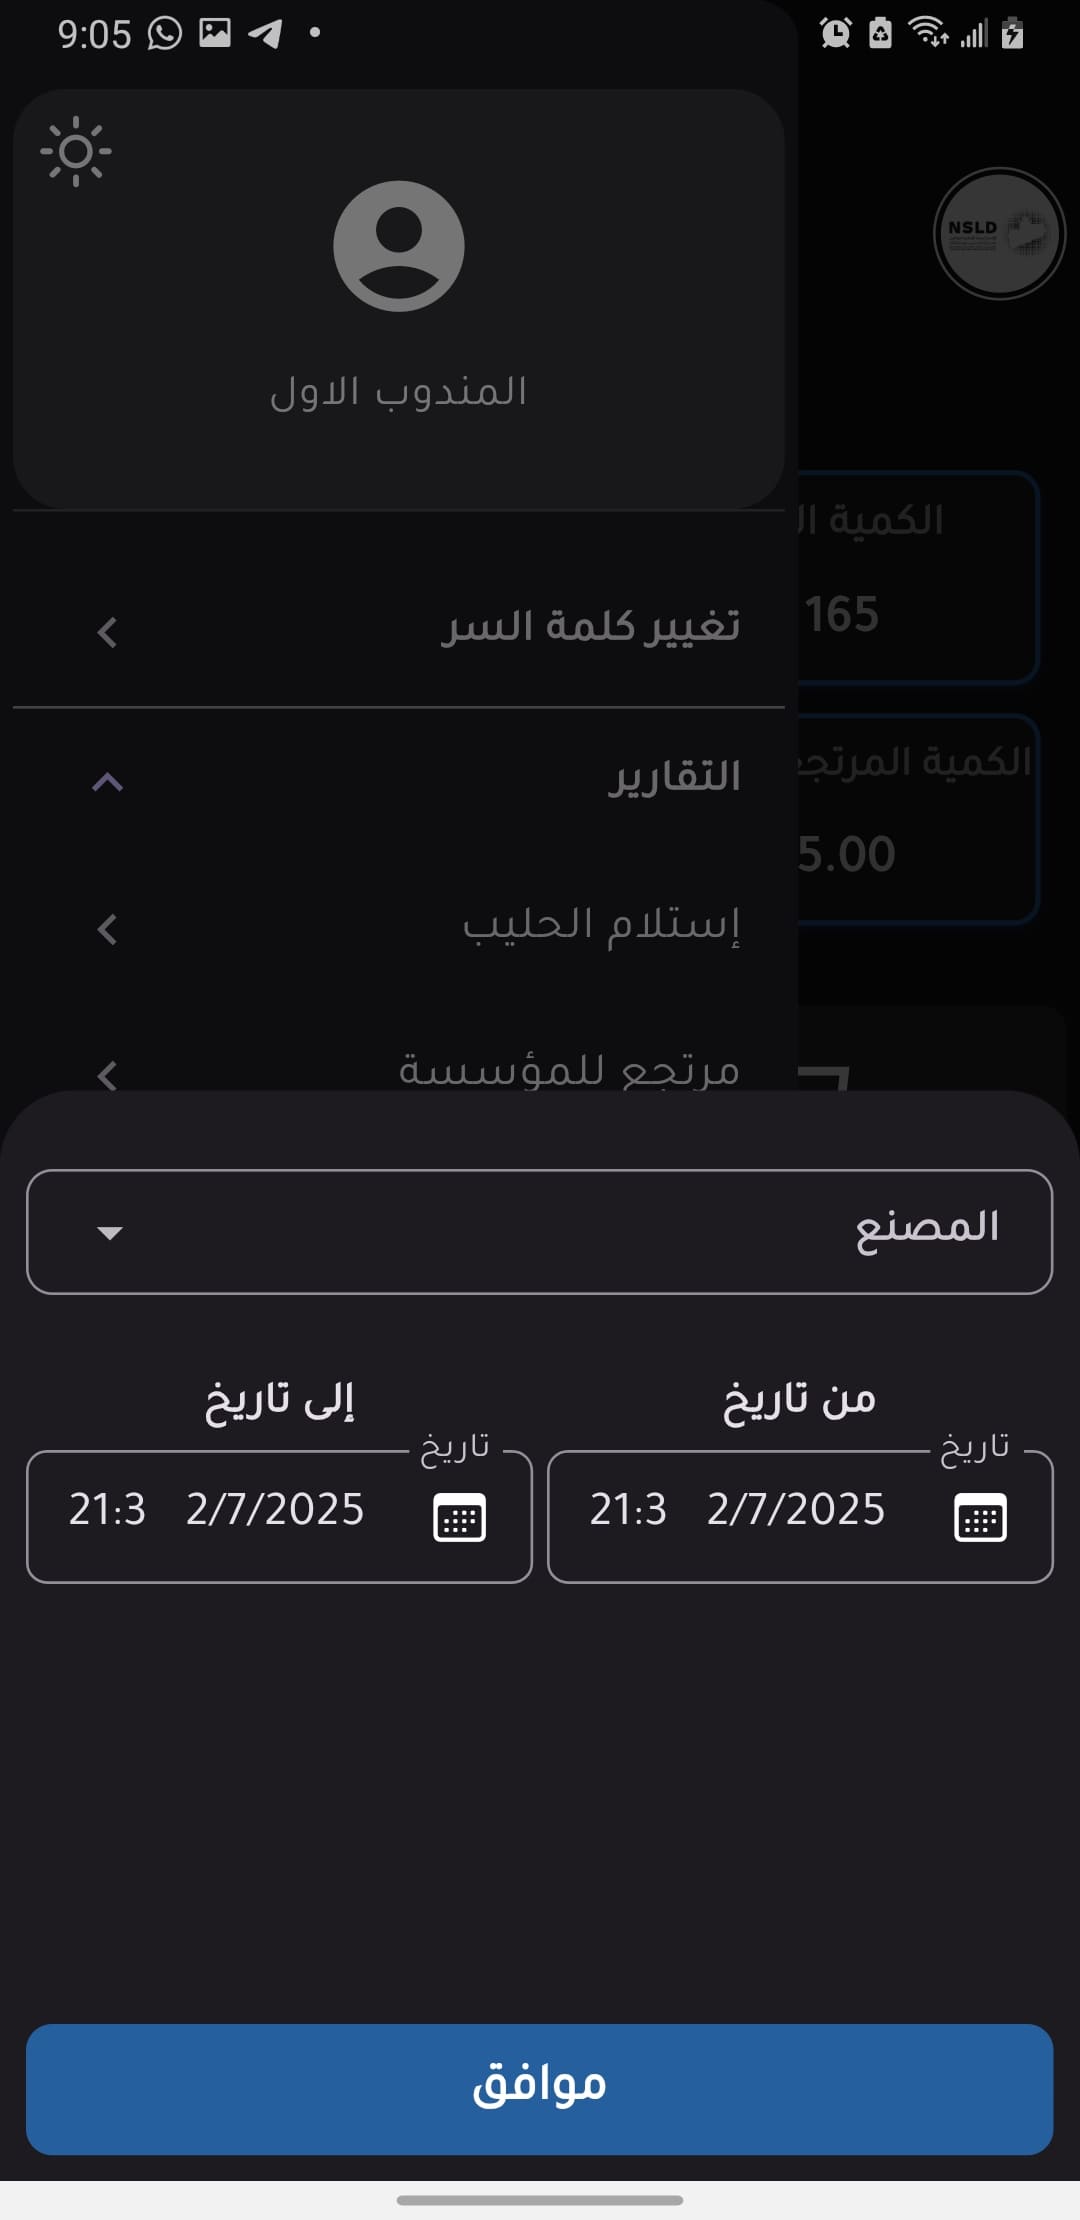 9:05
NSLD
المندوب الاول
الكمية ال
165
تغيير كلمة السر
التقارير
الكمية المرتجع
5.00
إستلام الحليب
مرتجع للمؤسسة
المصنع
من تاريخ
إلى تاريخ
تاريخ
2/7/2025 21:3
تاريخ
2/7/2025 21:3
موافق